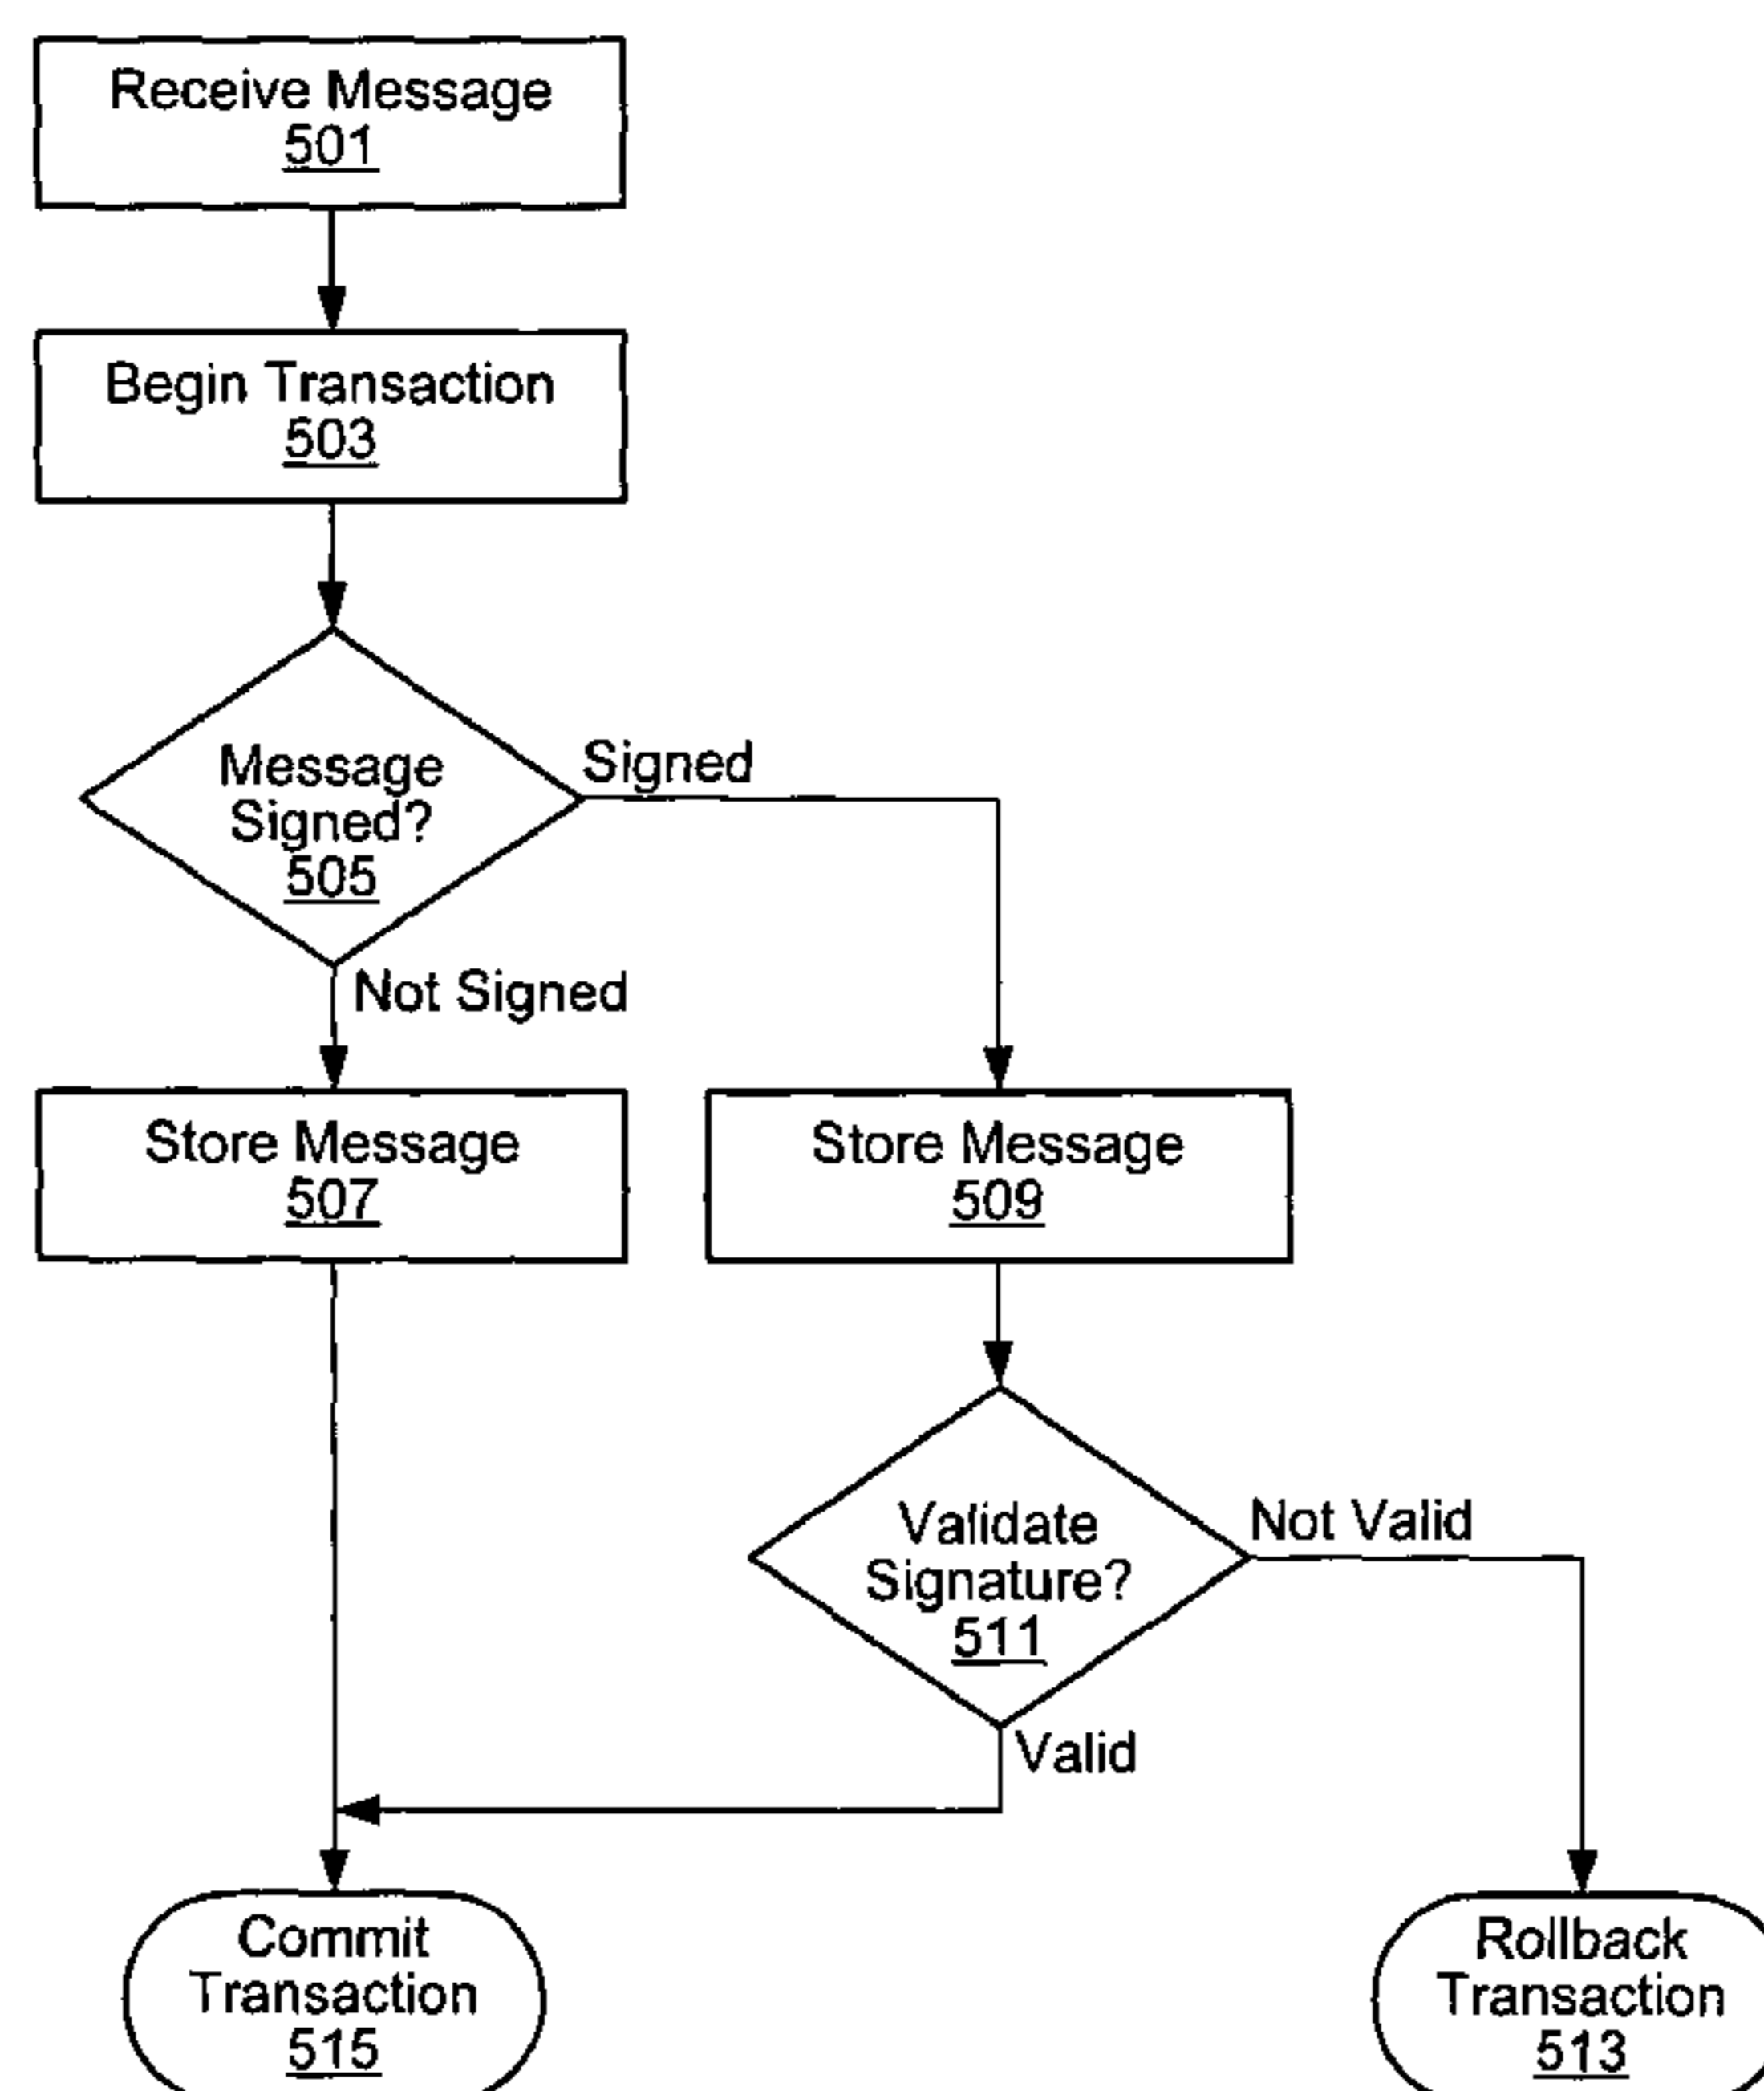 Receive Message
501
Begin Transaction
503
Message
Signed?
505
Signed
Not Signed
Store Message
507
Store Message
509
Validate
Signature?
511
Not Valid
Valid
Commit
Transaction
515
Rollback
Transaction
513